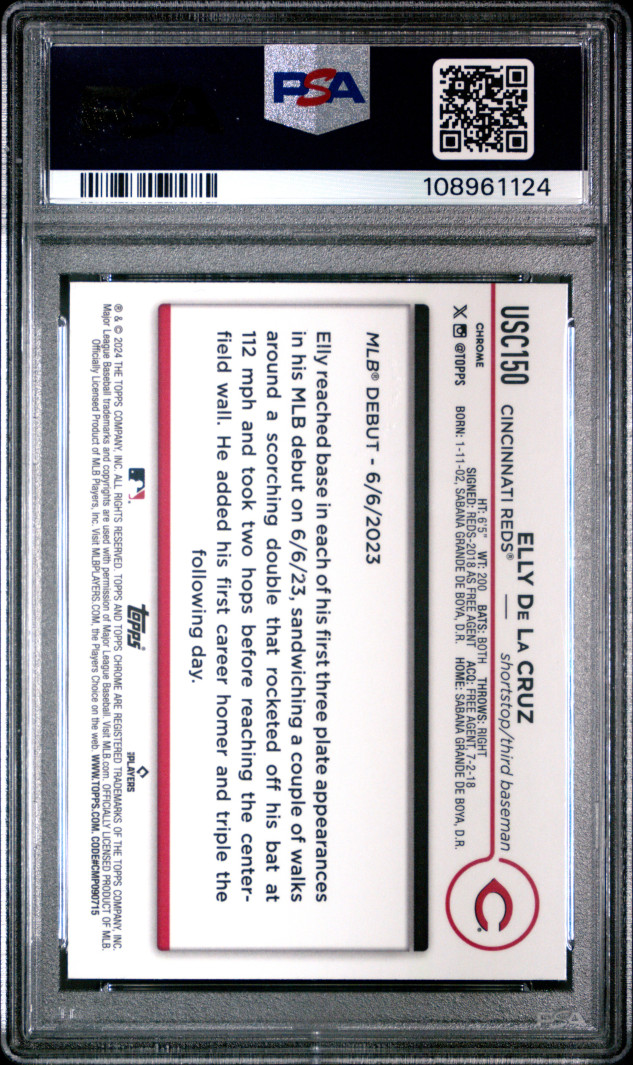 PSA
108961124
USC150
ELLY DE LA CRUZ
CINCINNATI REDS® — shortstop/third baseman
CHROME
@TOPPS
HT: 6'5" WT: 200 BATS: BOTH THROWS: RIGHT
SIGNED: REDS-2018 AS FREE AGENT ACQ: FREE AGENT, 7-2-18
BORN: 1-11-02, SABANA GRANDE DE BOYA, D.R. HOME: SABANA GRANDE DE BOYA, D.R.
C
MLB® DEBUT - 6/6/2023
Elly reached base in each of his first three plate appearances
in his MLB debut on 6/6/23, sandwiching a couple of walks
around a scorching double that rocketed off his bat at
112 mph and took two hops before reaching the center-
field wall. He added his first career homer and triple the
following day.
topps®
PLAYERS
® & © 2024 THE TOPPS COMPANY, INC. ALL RIGHTS RESERVED. TOPPS AND TOPPS CHROME ARE REGISTERED TRADEMARKS OF THE TOPPS COMPANY, INC.
Major League Baseball trademarks and copyrights are used with permission of Major League Baseball. Visit MLB.com. OFFICIALLY LICENSED PRODUCT OF MLB.
Officially Licensed Product of MLB Players, Inc. Visit MLBPLAYERS.COM, the Players Choice on the web. WWW.TOPPS.COM. CODE#CMP090715
PSA